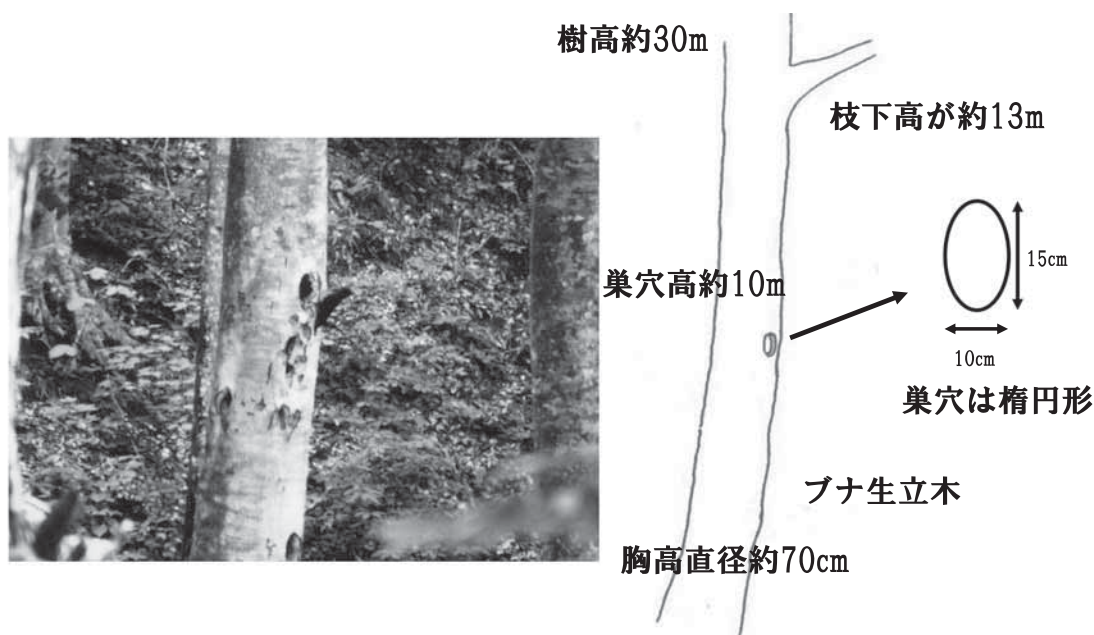 樹高約30m
枝下高が約13m
巣穴高約10m
15cm
10cm
巣穴は楕円形
ブナ生立木
胸高直径約70cm